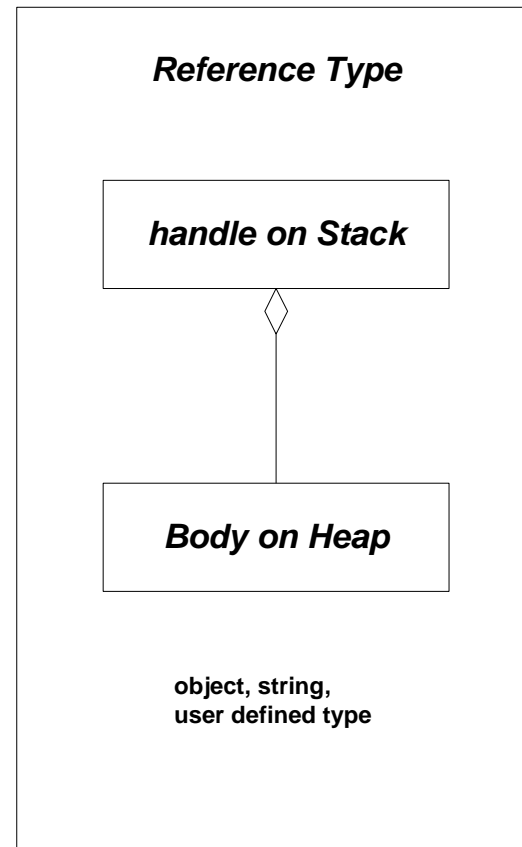 Reference Type
handle on Stack
Body on Heap
object, string,
user defined type